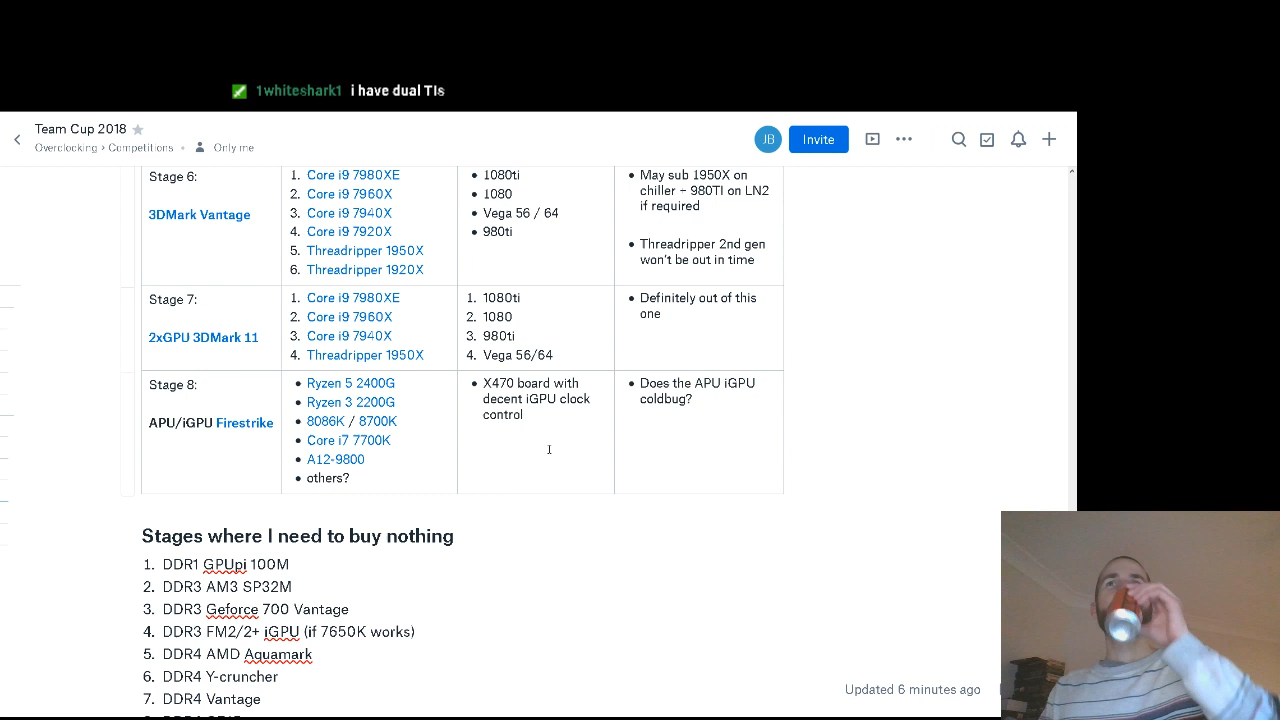 1whiteshark1 i have dual TIs
Team Cup 2018
Overclocking > Competitions • Only me
JB
Invite
Stage 6:
3DMark Vantage
1. Core i9 7980XE
2. Core i9 7960X
3. Core i9 7940X
4. Core i9 7920X
5. Threadripper 1950X
6. Threadripper 1920X
• 1080ti
• 1080
• Vega 56 / 64
• 980ti
• May sub 1950X on
chiller + 980TI on LN2
if required
• Threadripper 2nd gen
won't be out in time
Stage 7:
2xGPU 3DMark 11
1. Core i9 7980XE
2. Core i9 7960X
3. Core i9 7940X
4. Threadripper 1950X
1. 1080ti
2. 1080
3. 980ti
4. Vega 56/64
• Definitely out of this
one
Stage 8:
APU/iGPU Firestrike
• Ryzen 5 2400G
• Ryzen 3 2200G
• 8086K / 8700K
• Core i7 7700K
• A12-9800
• others?
• X470 board with
decent iGPU clock
control
• Does the APU iGPU
coldbug?
Stages where I need to buy nothing
1. DDR1 GPUpi 100M
2. DDR3 AM3 SP32M
3. DDR3 Geforce 700 Vantage
4. DDR3 FM2/2+ iGPU (if 7650K works)
5. DDR4 AMD Aquamark
6. DDR4 Y-cruncher
7. DDR4 Vantage
Updated 6 minutes ago